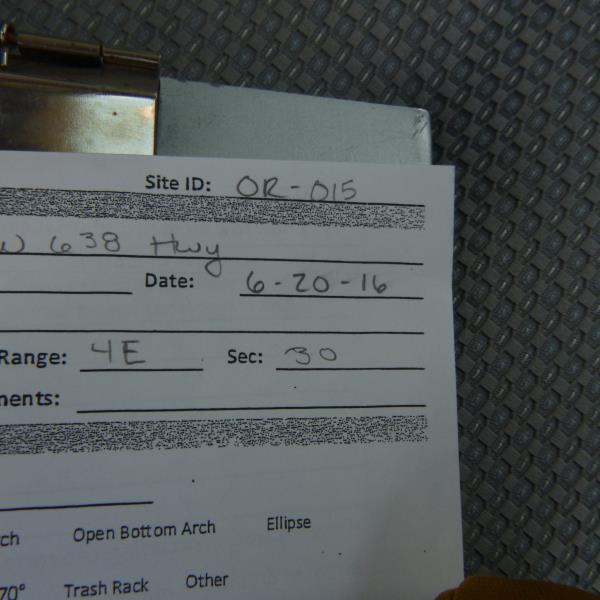 Site ID: OR-015
W 638 Hwy
Date: 6-20-16
Range: 4E Sec: 30
ments:
ch Open Bottom Arch Ellipse
70° Trash Rack Other